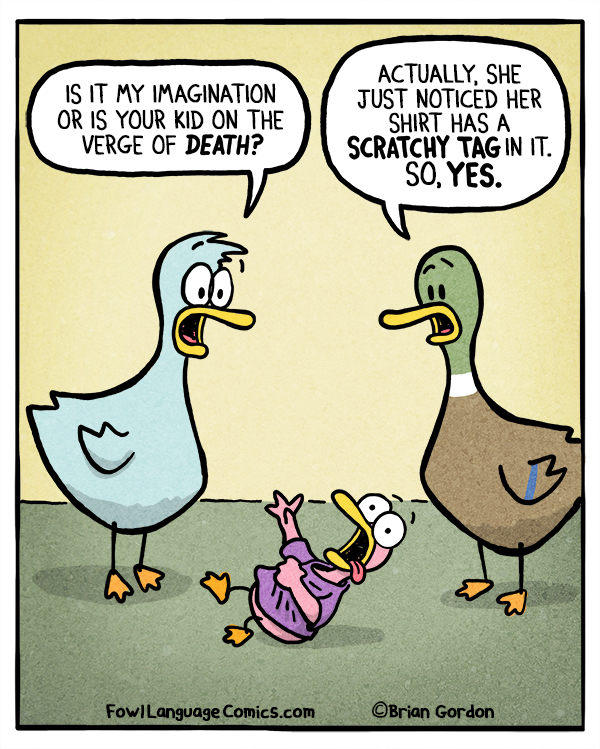 IS IT MY IMAGINATION
OR IS YOUR KID ON THE
VERGE OF DEATH?
ACTUALLY, SHE
JUST NOTICED HER
SHIRT HAS A
SCRATCHY TAG IN IT.
SO, YES.
FowlLanguageComics.com
©Brian Gordon